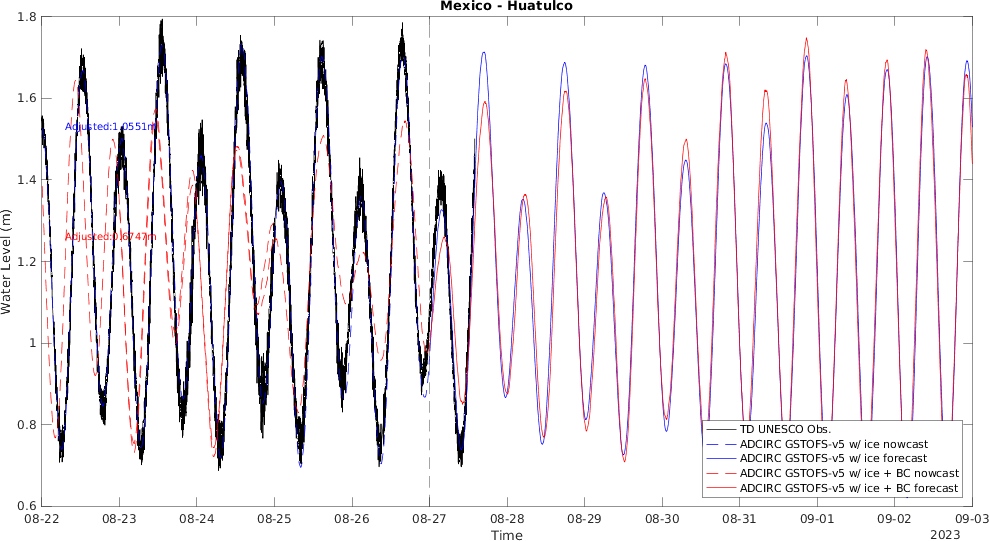 Mexico - Huatulco
1.8
1.6
1.4
1.2
1
0.8
0.6
Water Level (m)
Adjusted:1.0551m
Adjusted:0.6747m
TD UNESCO Obs.
ADCIRC GSTOFS-v5 w/ ice nowcast
ADCIRC GSTOFS-v5 w/ ice forecast
ADCIRC GSTOFS-v5 w/ ice + BC nowcast
ADCIRC GSTOFS-v5 w/ ice + BC forecast
08-22 08-23 08-24 08-25 08-26 08-27 08-28 08-29 08-30 08-31 09-01 09-02 09-03
Time
2023